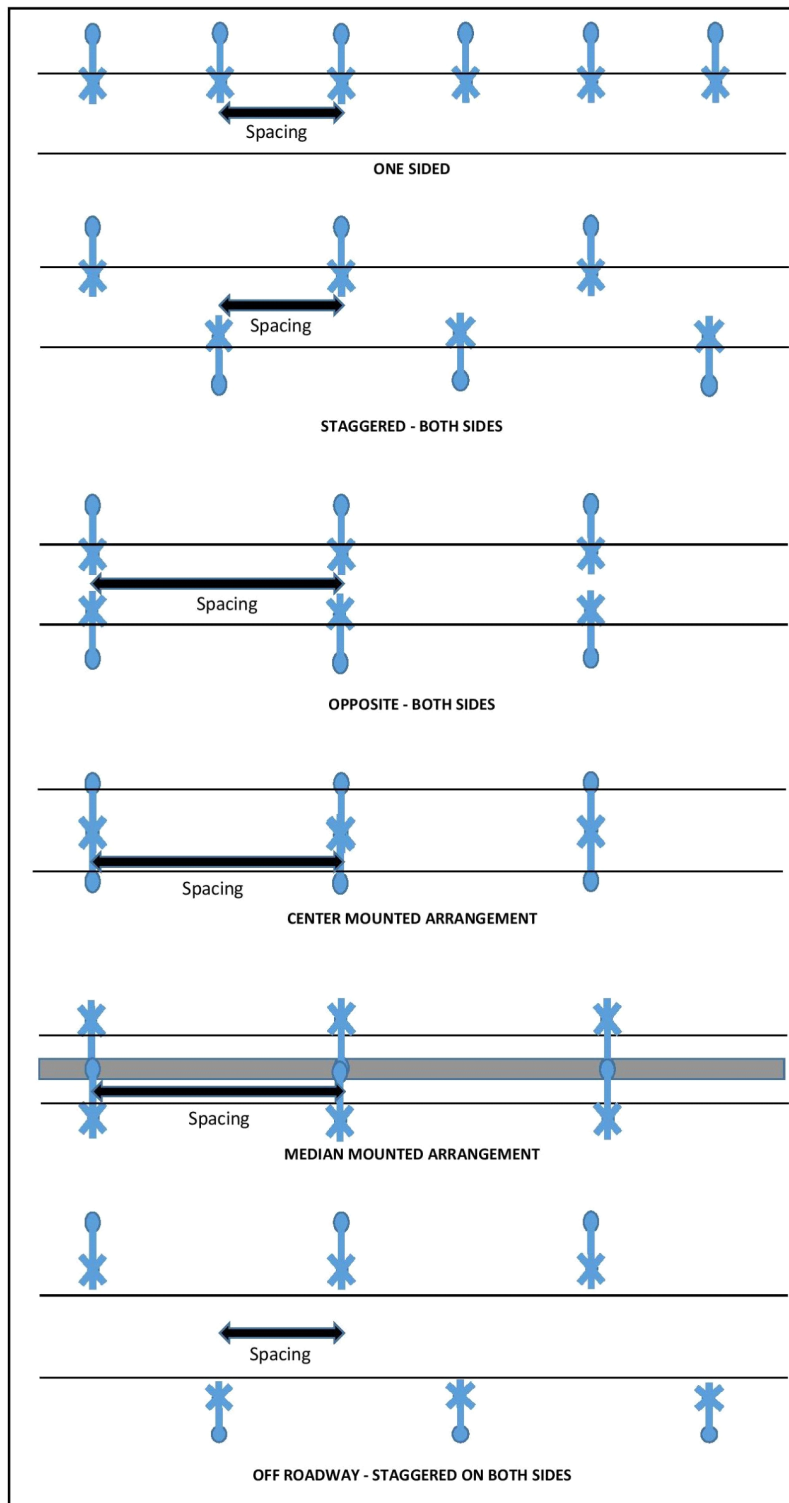 Spacing
ONE SIDED
Spacing
STAGGERED - BOTH SIDES
Spacing
OPPOSITE - BOTH SIDES
Spacing
CENTER MOUNTED ARRANGEMENT
Spacing
MEDIAN MOUNTED ARRANGEMENT
Spacing
OFF ROADWAY - STAGGERED ON BOTH SIDES